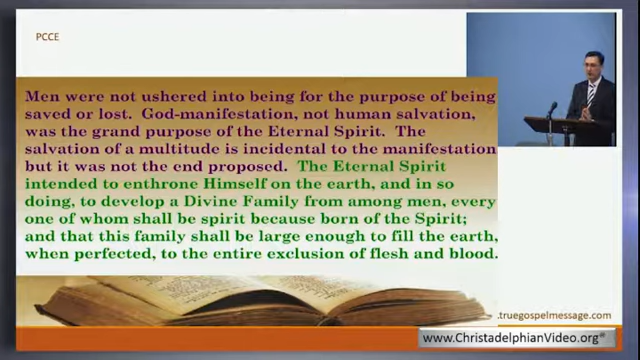 PCCE
Men were not ushered into being for the purpose of being
saved or lost.  God-manifestation, not human salvation,
was the grand purpose of the Eternal Spirit.  The
salvation of a multitude is incidental to the manifestation
but it was not the end proposed.  The Eternal Spirit
intended to enthrone Himself on the earth, and in so
doing, to develop a Divine Family from among men, every
one of whom shall be spirit because born of the Spirit;
and that this family shall be large enough to fill the earth,
when perfected, to the entire exclusion of flesh and blood.
.truegospelmessage.com
www.ChristadelphianVideo.org®